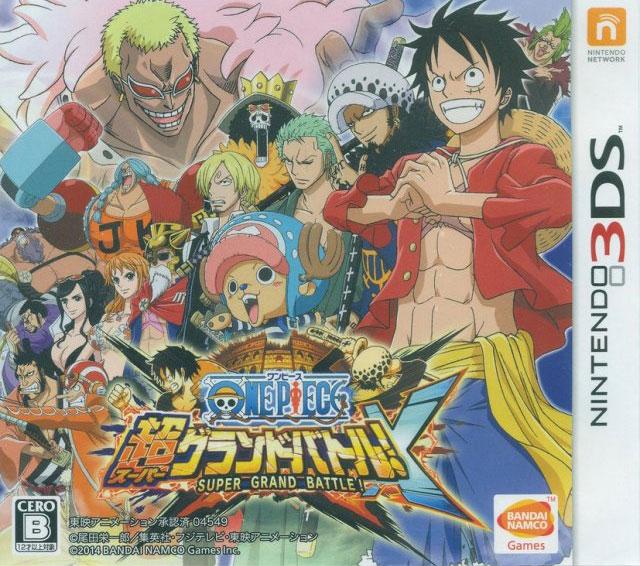 NINTENDO
NETWORK
NINTENDO 3DS™
ワンピース
ONE PIECE
超グランドバトル!X
スーパー
SUPER GRAND BATTLE!
CERO
B
12才以上対象
東映アニメーション承認済 04549
©尾田栄一郎/集英社・フジテレビ・東映アニメーション
©2014 BANDAI NAMCO Games Inc.
BANDAI
NAMCO
Games
TM